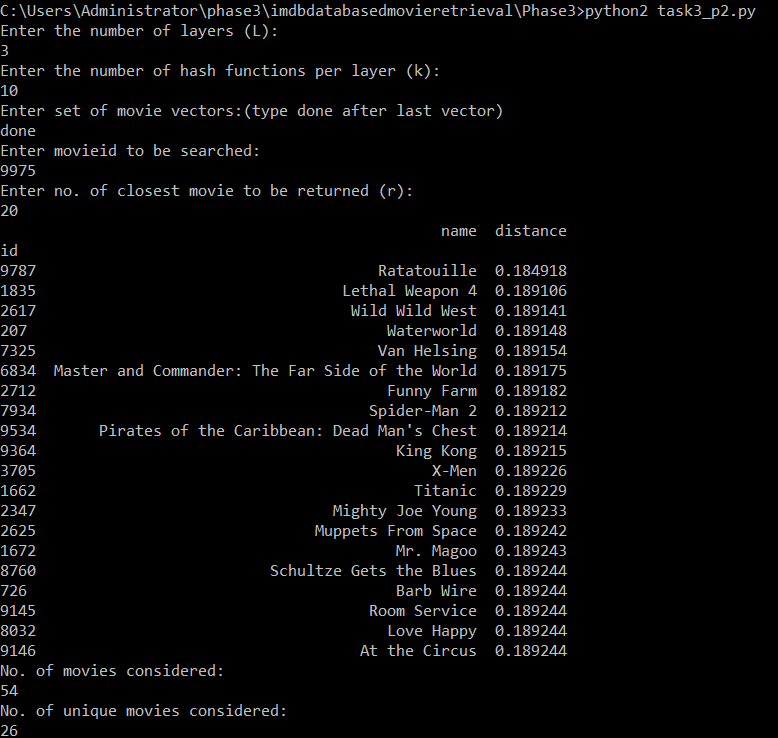 C:\Users\Administrator\phase3\imdbdatabasedmovieretrieval\Phase3>python2 task3_p2.py
Enter the number of layers (L):
3
Enter the number of hash functions per layer (k):
10
Enter set of movie vectors:(type done after last vector)
done
Enter movieid to be searched:
9975
Enter no. of closest movie to be returned (r):
20
name distance
id
9787 Ratatouille 0.184918
1835 Lethal Weapon 4 0.189106
2617 Wild Wild West 0.189141
207 Waterworld 0.189148
7325 Van Helsing 0.189154
6834 Master and Commander: The Far Side of the World 0.189175
2712 Funny Farm 0.189182
7934 Spider-Man 2 0.189212
9534 Pirates of the Caribbean: Dead Man's Chest 0.189214
9364 King Kong 0.189215
3705 X-Men 0.189226
1662 Titanic 0.189229
2347 Mighty Joe Young 0.189233
2625 Muppets From Space 0.189242
1672 Mr. Magoo 0.189243
8760 Schultze Gets the Blues 0.189244
726 Barb Wire 0.189244
9145 Room Service 0.189244
8032 Love Happy 0.189244
9146 At the Circus 0.189244
No. of movies considered:
54
No. of unique movies considered:
26